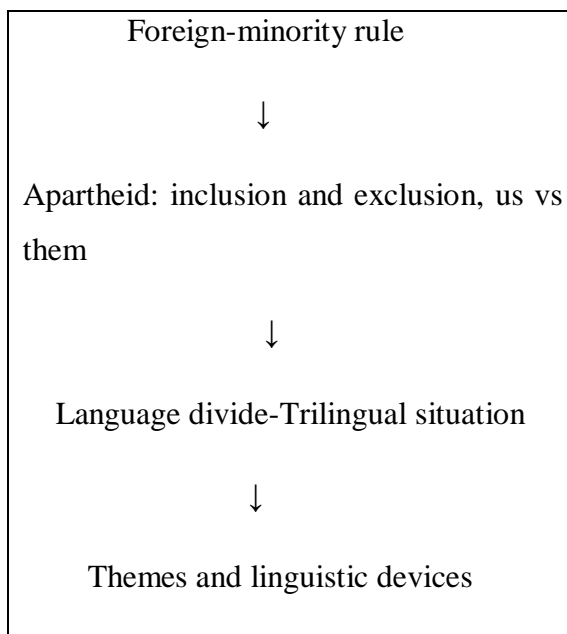 Foreign-minority rule
↓
Apartheid: inclusion and exclusion, us vs
them
↓
Language divide-Trilingual situation
↓
Themes and linguistic devices